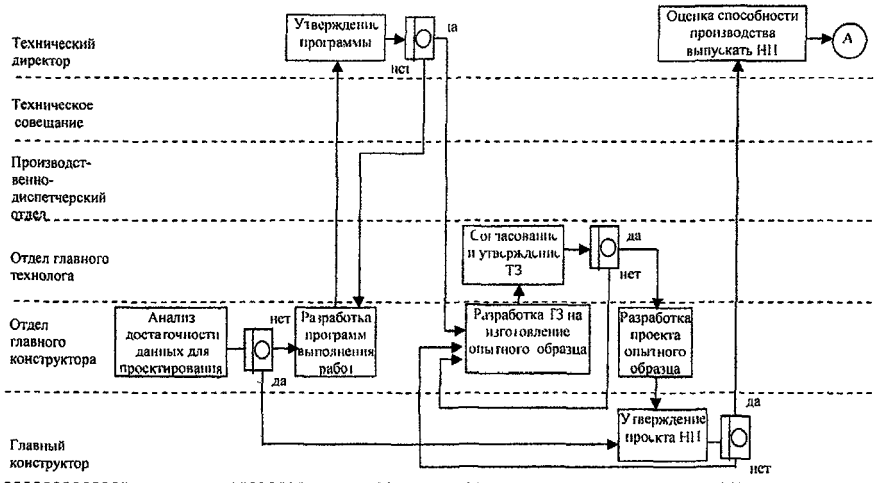 Технический
директор
Утверждение
программы
да
нет
Оценка способности
производства
выпускать НП
А
Техническое
совещание
Производст-
венно-
диспетчерский
отдел
Отдел главного
технолога
Согласование
и утверждение
ТЗ
да
нет
Отдел
главного
конструктора
Анализ
достаточности
данных для
проектирования
нет
да
Разработка
программ
выполнения
работ
Разработка ТЗ на
изготовление
опытного образца
Разработка
проекта
опытного
образца
Главный
конструктор
Утверждение
проекта НП
да
нет